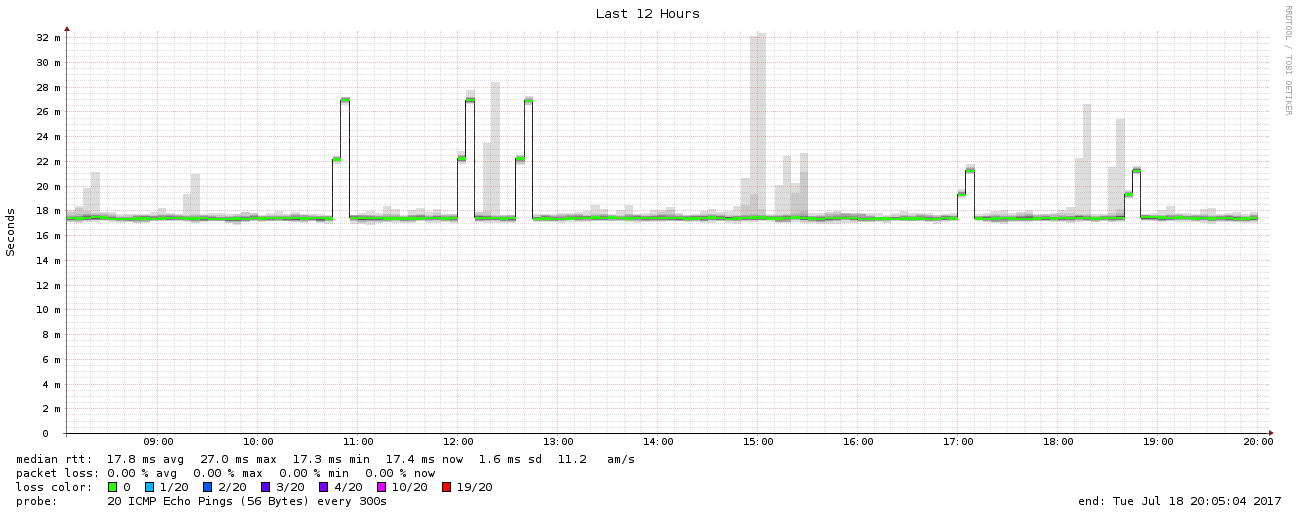 Last 12 Hours
RRDTOOL / TOBI OETIKER
Seconds
32 m
30 m
28 m
26 m
24 m
22 m
20 m
18 m
16 m
14 m
12 m
10 m
8 m
6 m
4 m
2 m
0
09:00 10:00 11:00 12:00 13:00 14:00 15:00 16:00 17:00 18:00 19:00 20:00
median rtt: 17.8 ms avg 27.0 ms max 17.3 ms min 17.4 ms now 1.6 ms sd 11.2 am/s
packet loss: 0.00 % avg 0.00 % max 0.00 % min 0.00 % now
loss color: 0 1/20 2/20 3/20 4/20 10/20 19/20
probe: 20 ICMP Echo Pings (56 Bytes) every 300s end: Tue Jul 18 20:05:04 2017